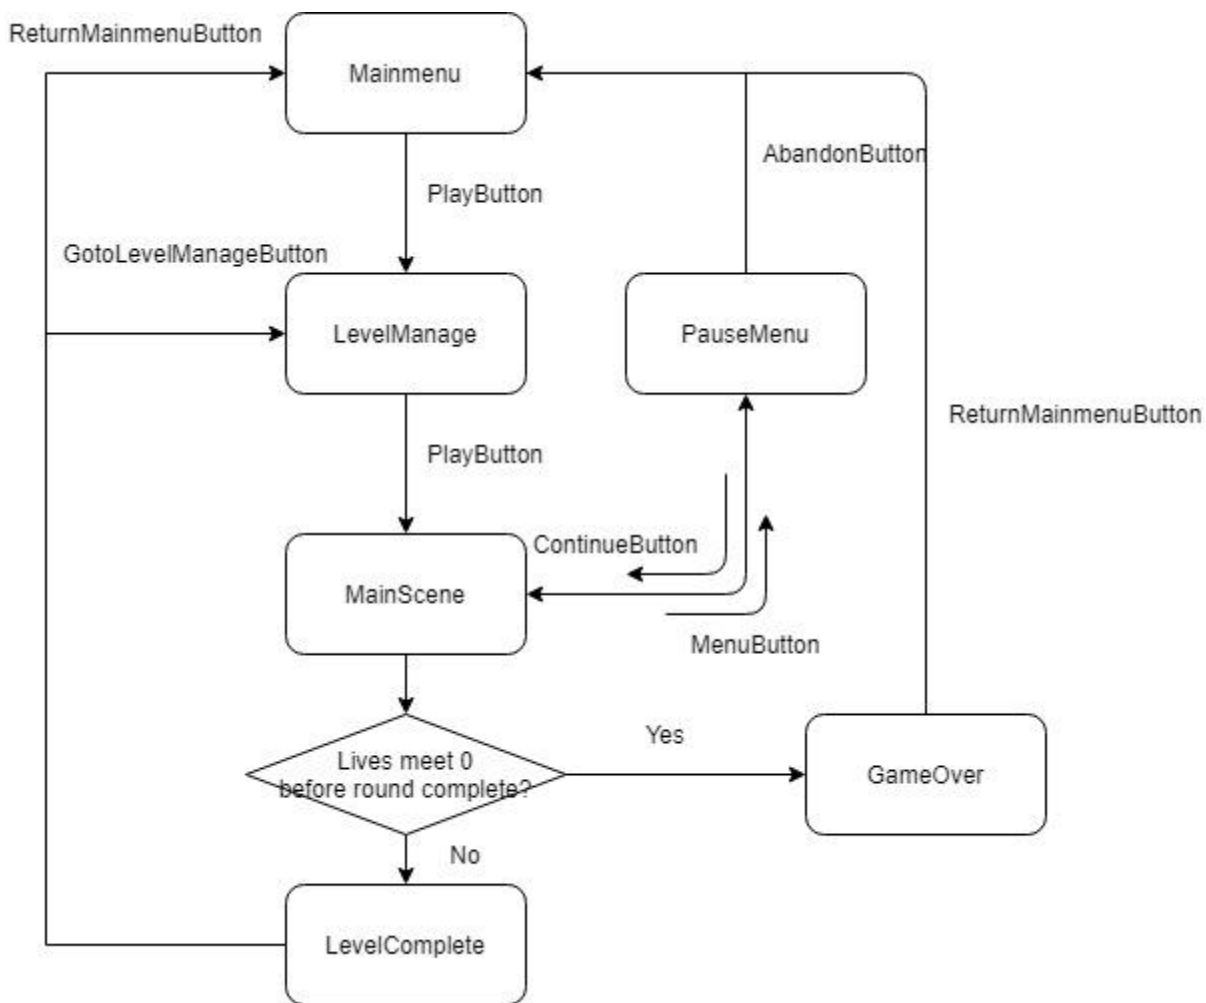 ReturnMainmenuButton
Mainmenu
AbandonButton
PlayButton
GotoLevelManageButton
LevelManage
PauseMenu
ReturnMainmenuButton
PlayButton
ContinueButton
MainScene
MenuButton
Yes
Lives meet 0
before round complete?
GameOver
No
LevelComplete